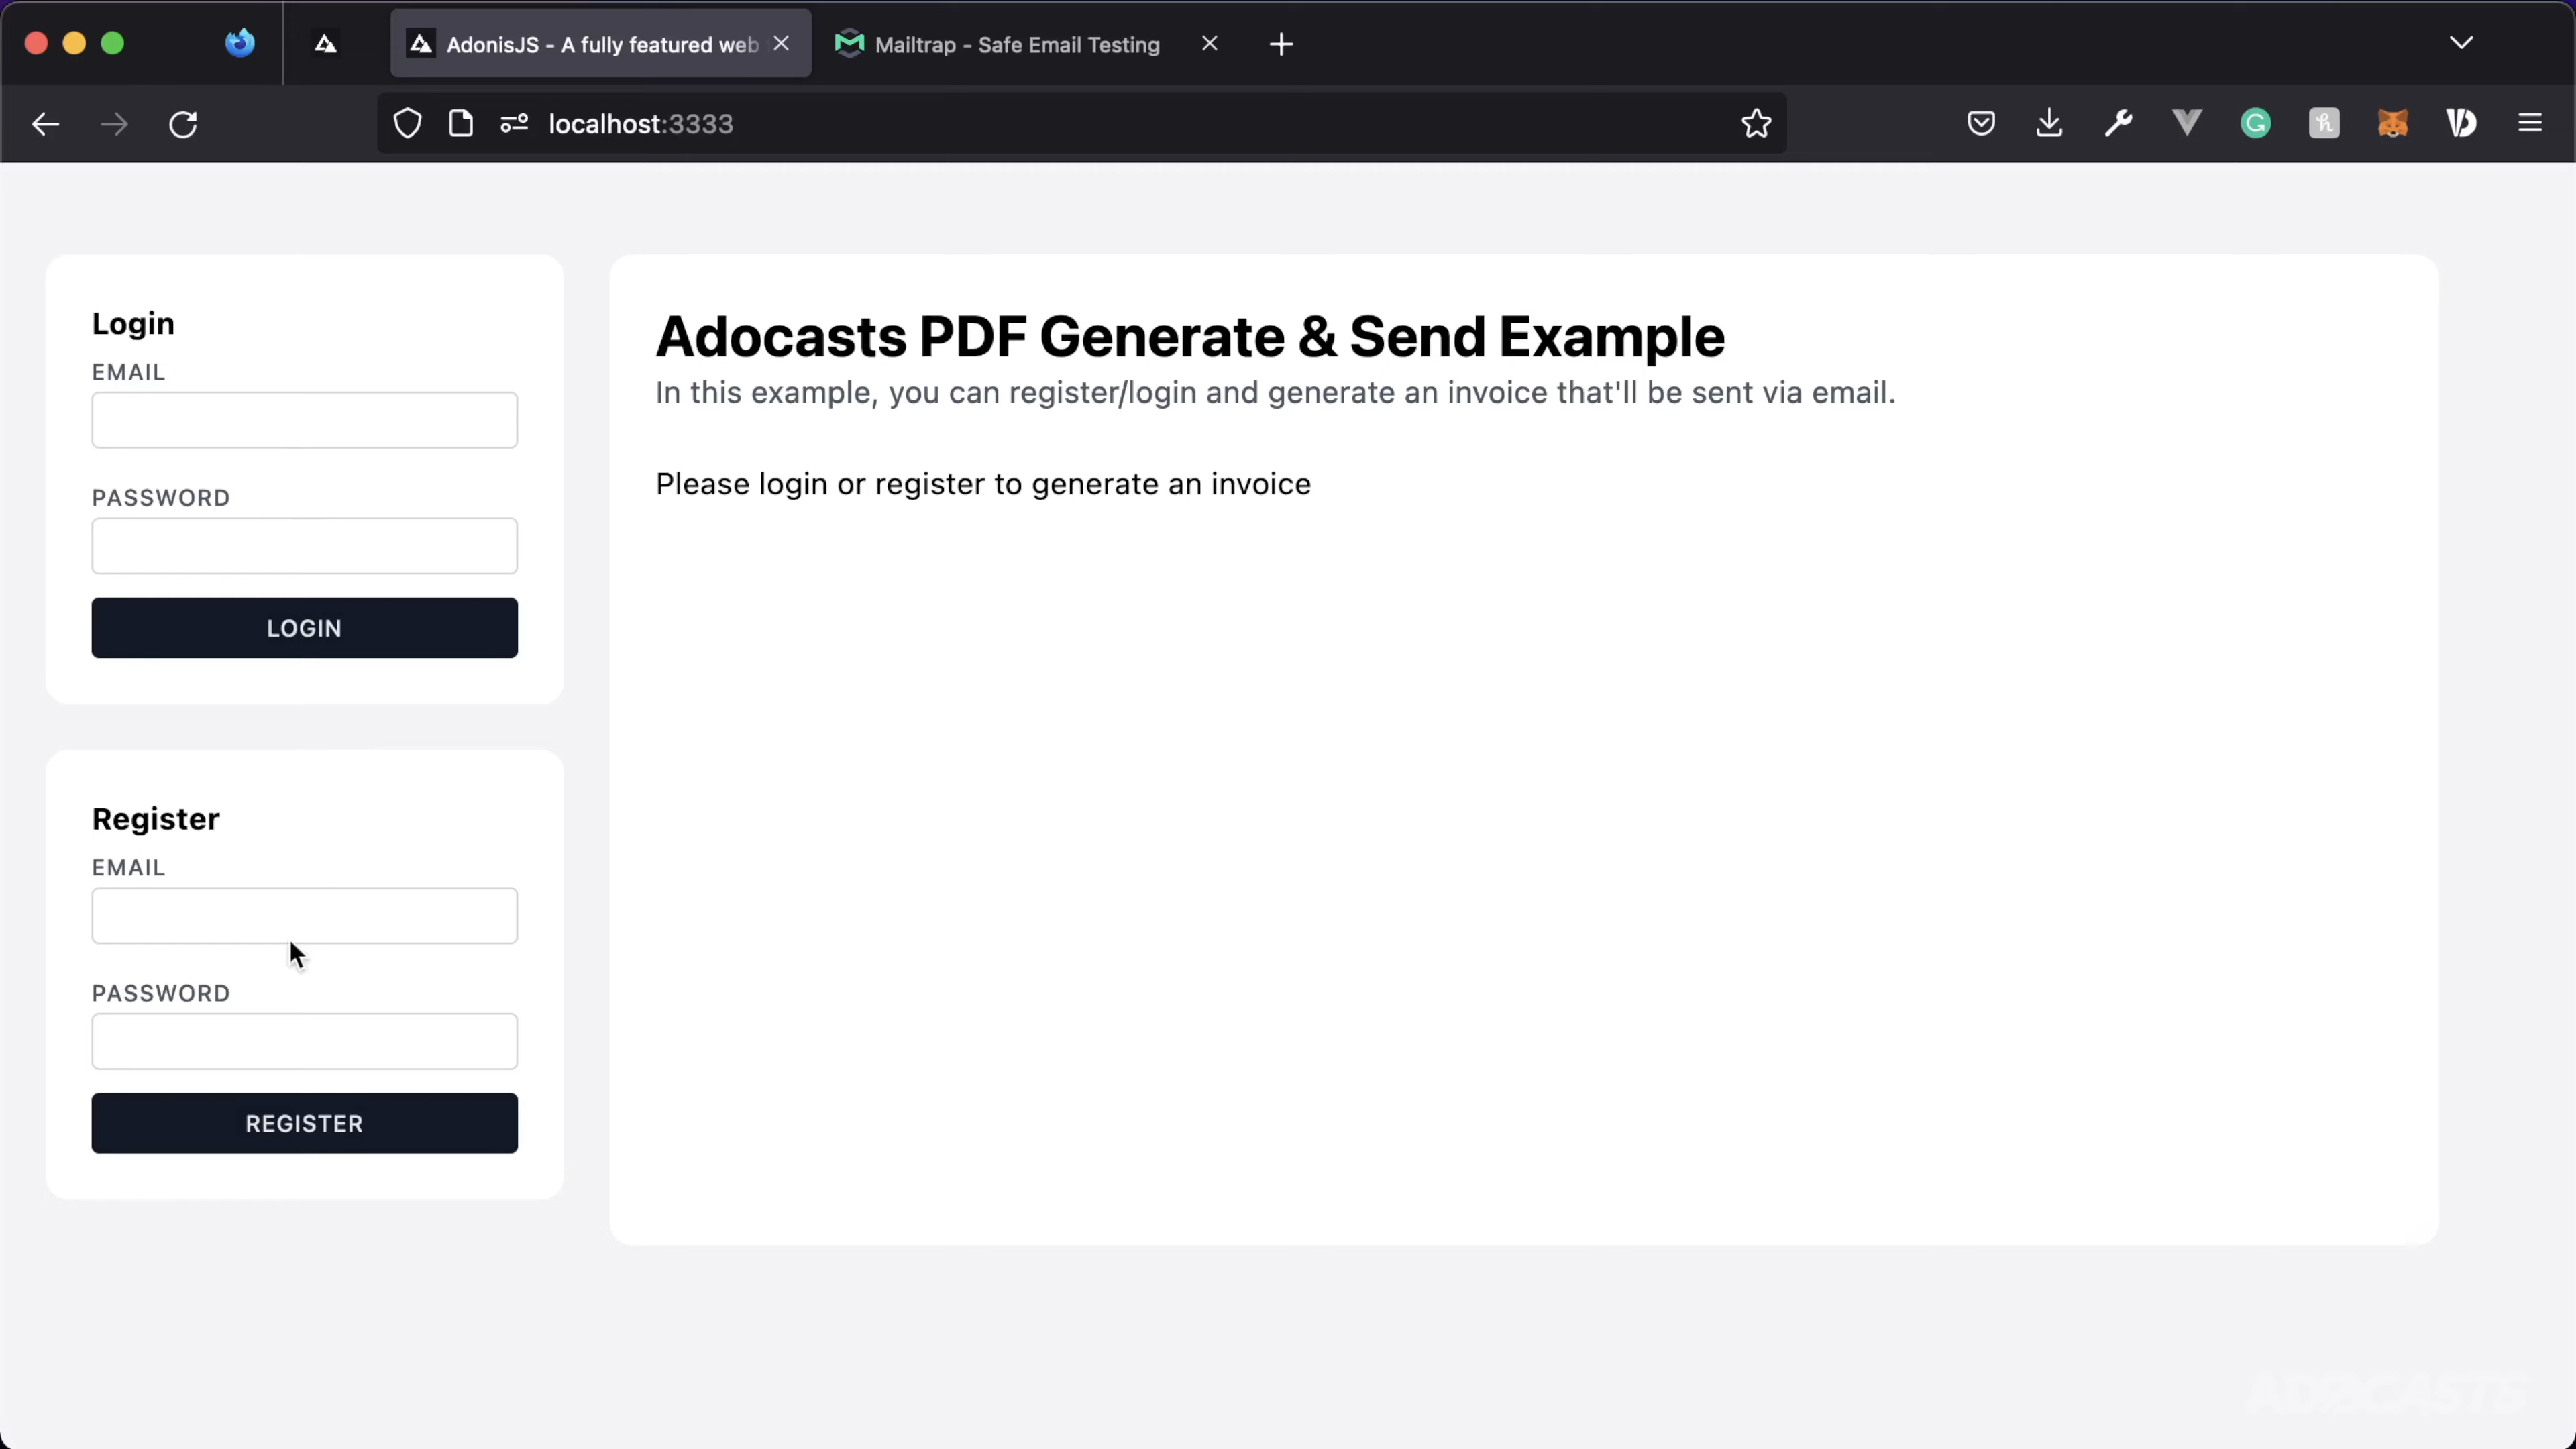 AdonisJS - A fully featured web
Mailtrap - Safe Email Testing
localhost:3333
Login
EMAIL
PASSWORD
LOGIN
Register
EMAIL
PASSWORD
REGISTER
Adocasts PDF Generate & Send Example
In this example, you can register/login and generate an invoice that'll be sent via email.
Please login or register to generate an invoice
ADOCASTS